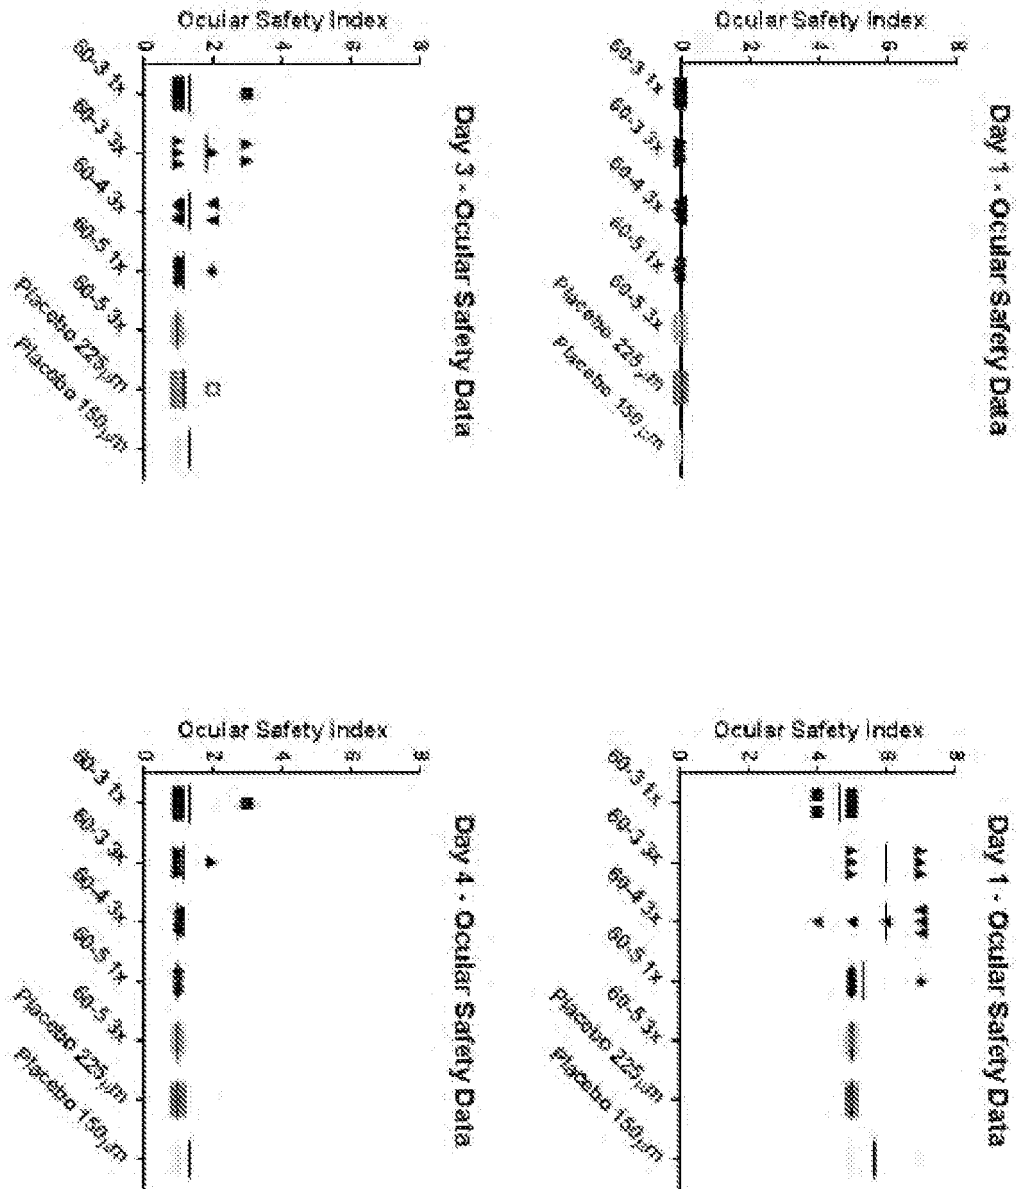 Day 1 - Ocular Safety Data
Ocular Safety Index
8
6
4
2
0
60-3 1x
60-3 3x
60-4 3x
60-5 1x
60-5 3x
Placebo 225μm
Placebo 150μm
Day 1 - Ocular Safety Data
Ocular Safety Index
8
6
4
2
0
60-3 1x
60-3 3x
60-4 3x
60-5 1x
60-5 3x
Placebo 225μm
Placebo 150μm
Day 3 - Ocular Safety Data
Ocular Safety Index
8
6
4
2
0
60-3 1x
60-3 3x
60-4 3x
60-5 1x
60-5 3x
Placebo 225μm
Placebo 150μm
Day 4 - Ocular Safety Data
Ocular Safety Index
8
6
4
2
0
60-3 1x
60-3 3x
60-4 3x
60-5 1x
60-5 3x
Placebo 225μm
Placebo 150μm